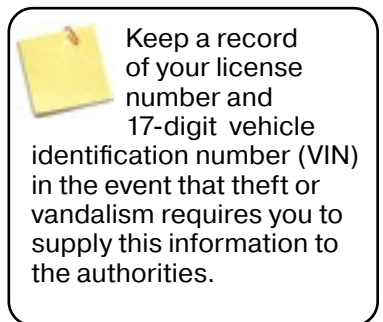 Keep a record
of your license
number and
17-digit vehicle
identification number (VIN)
in the event that theft or
vandalism requires you to
supply this information to
the authorities.